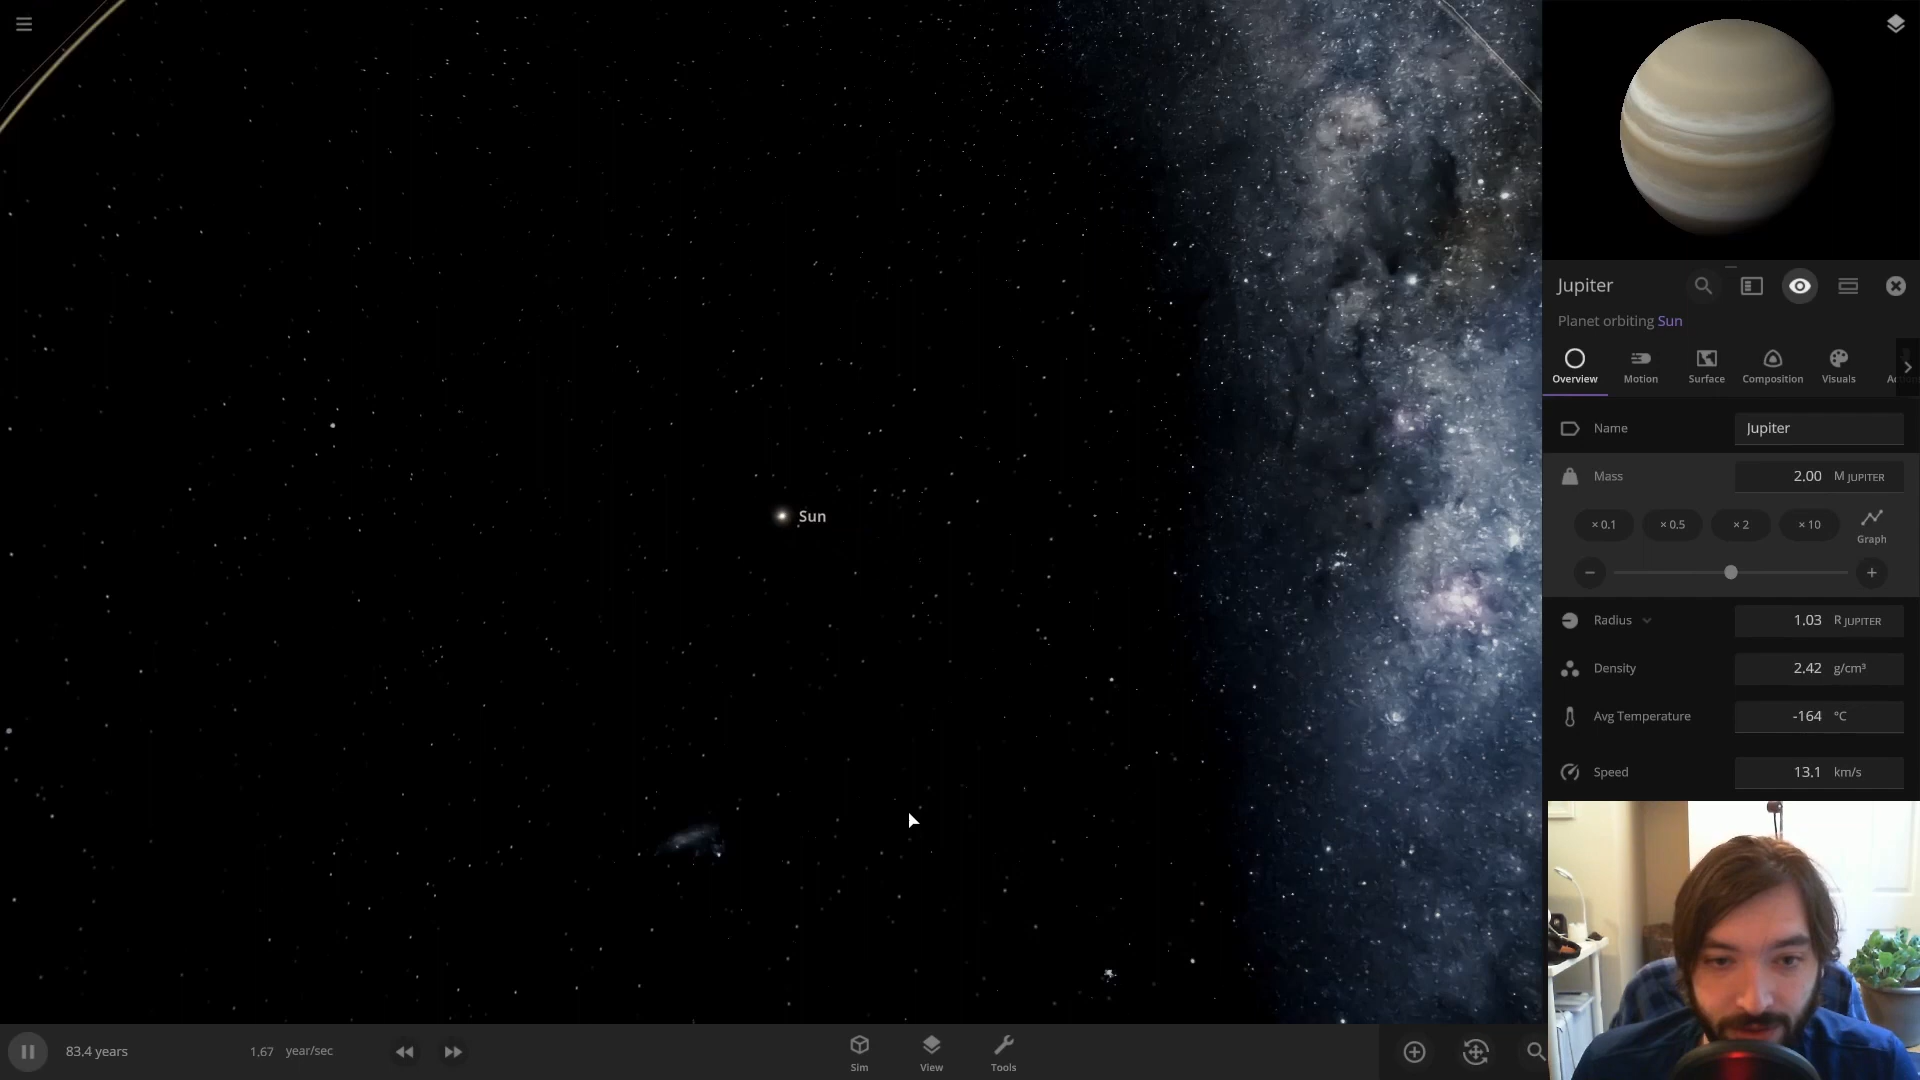 Jupiter
Planet orbiting Sun
Overview
Motion
Surface
Composition
Visuals
Name
Jupiter
Mass
2.00 M JUPITER
× 0.1
× 0.5
× 2
× 10
Graph
Radius
1.03 R JUPITER
Density
2.42 g/cm³
Avg Temperature
-164 °C
Speed
13.1 km/s
Sun
83.4 years
1.67 year/sec
Sim
View
Tools